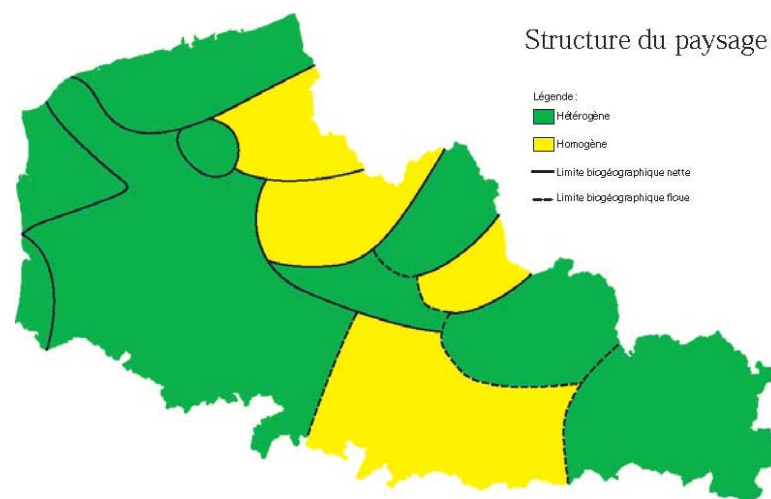 Structure du paysage
Légende :
Hétérogène
Homogène
Limite biogéographique nette
Limite biogéographique floue